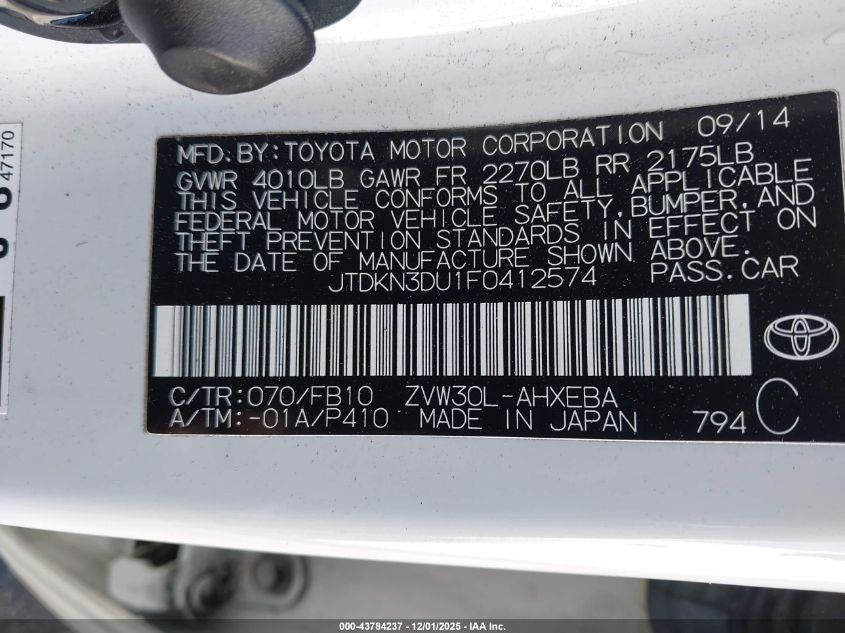 47170
MFD.BY:TOYOTA MOTOR CORPORATION 09/14
GVWR 4010LB GAWR FR 2270LB RR 2175LB
THIS VEHICLE CONFORMS TO ALL APPLICABLE
FEDERAL MOTOR VEHICLE SAFETY,BUMPER,AND
THEFT PREVENTION STANDARDS IN EFFECT ON
THE DATE OF MANUFACTURE SHOWN ABOVE.
JTDKN3DU1F0412574 PASS.CAR
C/TR:070/FB10 ZVW30L-AHXEBA
A/TM:-01A/P410 MADE IN JAPAN 794 C
000-43784237 - 12/01/2025 - IAA Inc.